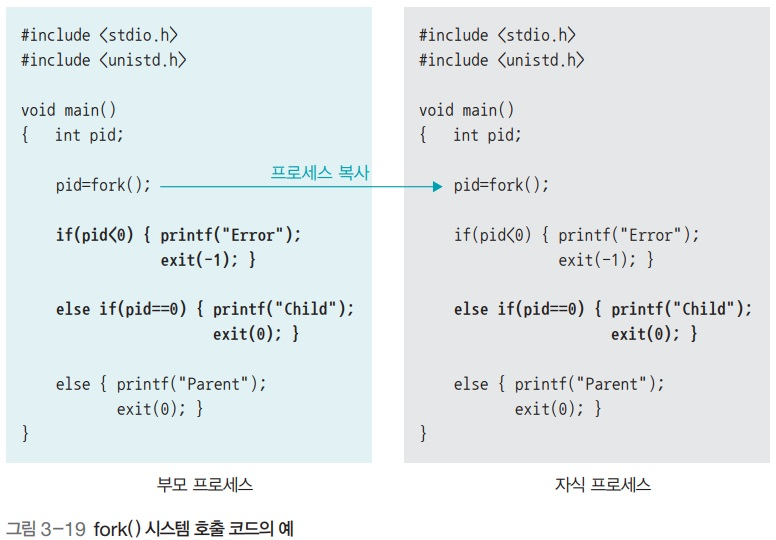 #include <stdio.h>
#include <unistd.h>
void main()
{ int pid;
pid=fork();
if(pid<0) { printf("Error");
exit(-1); }
else if(pid==0) { printf("Child");
exit(0); }
else { printf("Parent");
exit(0); }
}
부모 프로세스
프로세스 복사
#include <stdio.h>
#include <unistd.h>
void main()
{ int pid;
pid=fork();
if(pid<0) { printf("Error");
exit(-1); }
else if(pid==0) { printf("Child");
exit(0); }
else { printf("Parent");
exit(0); }
}
자식 프로세스
그림 3-19 fork() 시스템 호출 코드의 예